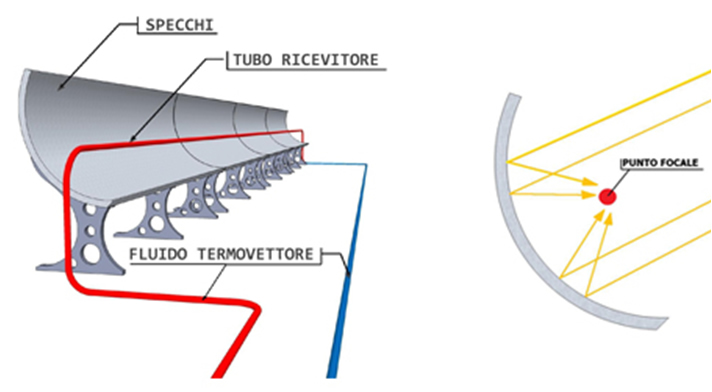 SPECCHI
TUBO RICEVITORE
PUNTO FOCALE
FLUIDO TERMOVETTORE